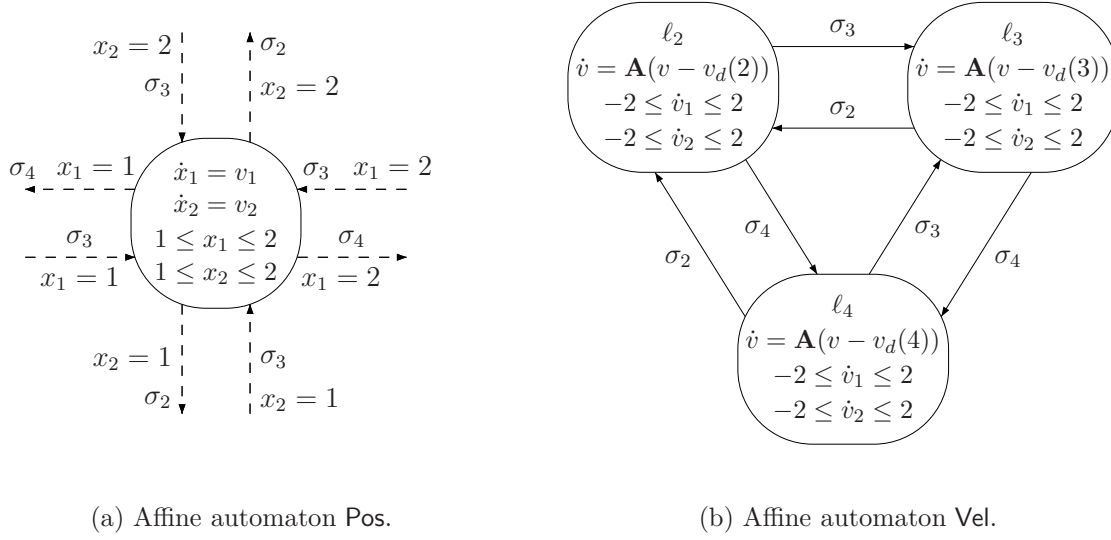 x₂ = 2
σ₃
σ₂
x₂ = 2
σ₄ x₁ = 1
σ₃ x₁ = 2
ẋ₁ = v₁
ẋ₂ = v₂
1 ≤ x₁ ≤ 2
1 ≤ x₂ ≤ 2
σ₃
x₁ = 1
σ₄
x₁ = 2
x₂ = 1
σ₂
σ₃
x₂ = 1
(a) Affine automaton Pos.
ℓ₂
v̇ = A(v − v_d(2))
−2 ≤ v̇₁ ≤ 2
−2 ≤ v̇₂ ≤ 2
σ₃
σ₂
ℓ₃
v̇ = A(v − v_d(3))
−2 ≤ v̇₁ ≤ 2
−2 ≤ v̇₂ ≤ 2
σ₂
σ₄
σ₃
σ₄
ℓ₄
v̇ = A(v − v_d(4))
−2 ≤ v̇₁ ≤ 2
−2 ≤ v̇₂ ≤ 2
(b) Affine automaton Vel.